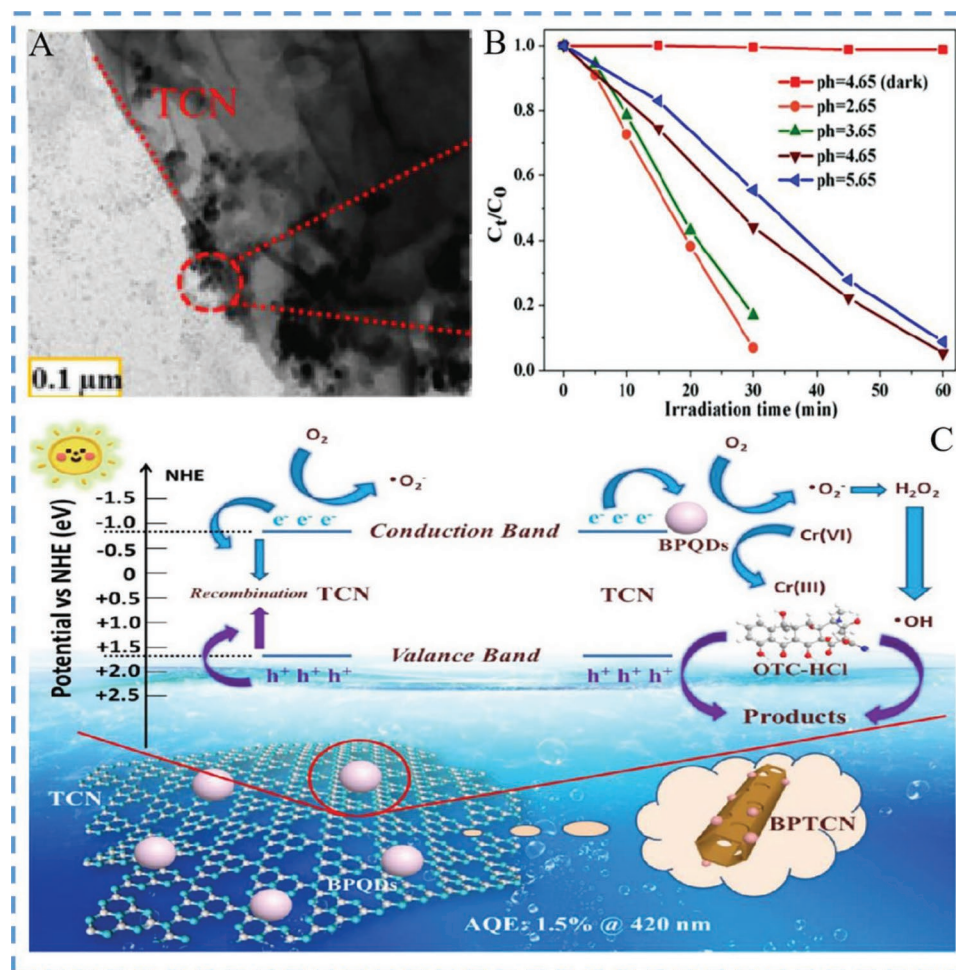 A
TCN
0.1 μm
B
1.0
0.8
0.6
0.4
0.2
0.0
Ct/C0
0
10
20
30
40
50
60
Irradiation time (min)
ph=4.65 (dark)
ph=2.65
ph=3.65
ph=4.65
ph=5.65
C
NHE
Potential vs NHE (eV)
-1.5
-1.0
-0.5
0
+0.5
+1.0
+1.5
+2.0
+2.5
O₂
•O₂⁻
e⁻ e⁻ e⁻
Conduction Band
Recombination
TCN
Valance Band
h⁺ h⁺ h⁺
O₂
e⁻ e⁻ e⁻
BPQDs
•O₂⁻
H₂O₂
Cr(VI)
Cr(III)
TCN
•OH
OTC-HCl
h⁺ h⁺ h⁺
Products
TCN
BPQDs
BPTCN
AQE: 1.5% @ 420 nm